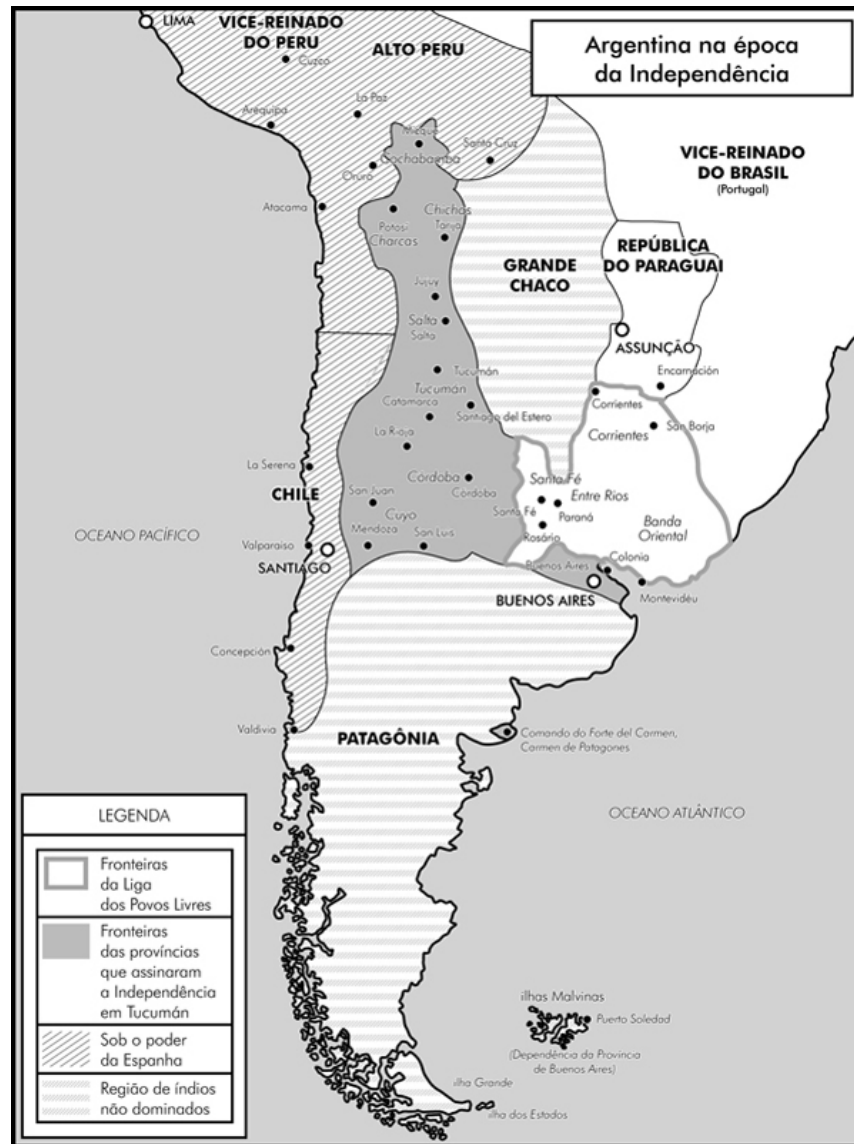 LIMA
VICE-REINADO
DO PERU
ALTO PERU
Argentina na época
da Independência
Cuzco
La Paz
Arequipa
Mizque
Santa Cruz
Cochabamba
Oruro
VICE-REINADO
DO BRASIL
(Portugal)
Atacama
Potosí
Charcas
Chichas
Tarija
GRANDE
CHACO
REPÚBLICA
DO PARAGUAI
Jujuy
Salta
Salta
ASSUNÇÃO
Tucumán
Tucumán
Encarnación
Catamarca
Santiago del Estero
Corrientes
La Rioja
Corrientes
San Borja
La Serena
CHILE
Córdoba
Córdoba
Santa Fé
Entre Rios
San Juan
Cuyo
Santa Fé
Paraná
Banda
Oriental
OCEANO PACÍFICO
Valparaíso
SANTIAGO
Mendoza
San Luis
Rosário
Buenos Aires
Colonia
BUENOS AIRES
Montevidéu
Concepción
Valdivia
PATAGÔNIA
Comando do Forte del Carmen,
Carmen de Patagones
OCEANO ATLÂNTICO
LEGENDA
Fronteiras
da Liga
dos Povos Livres
Fronteiras
das províncias
que assinaram
a Independência
em Tucumán
Sob o poder
da Espanha
Região de índios
não dominados
ilhas Malvinas
Puerto Soledad
(Dependência da Província
de Buenos Aires)
ilha Grande
ilha dos Estados